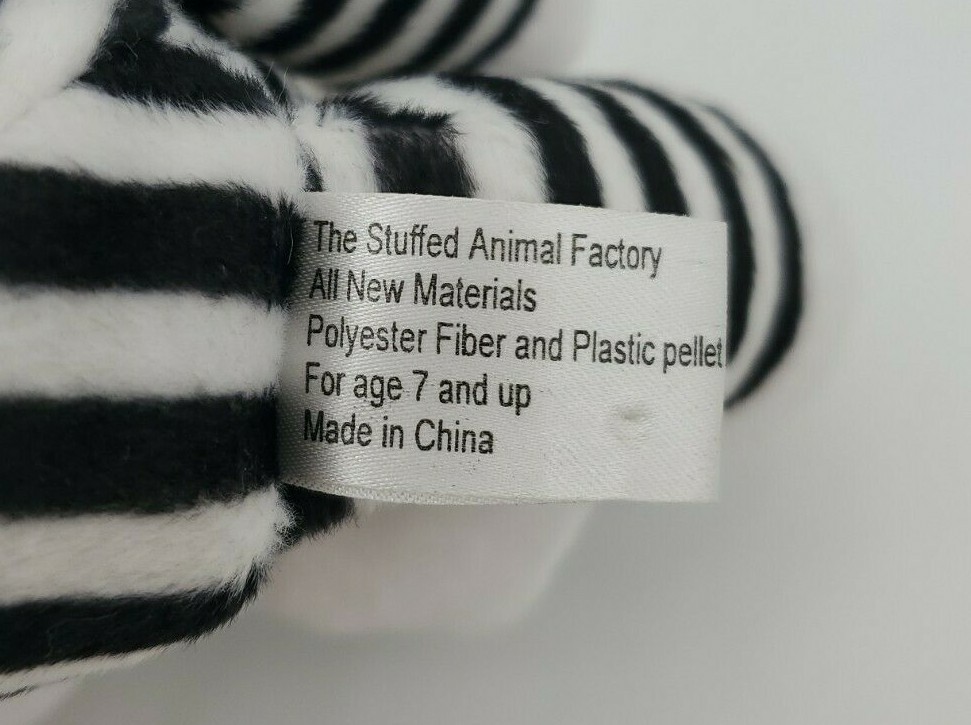 The Stuffed Animal Factory
All New Materials
Polyester Fiber and Plastic pellet
For age 7 and up
Made in China